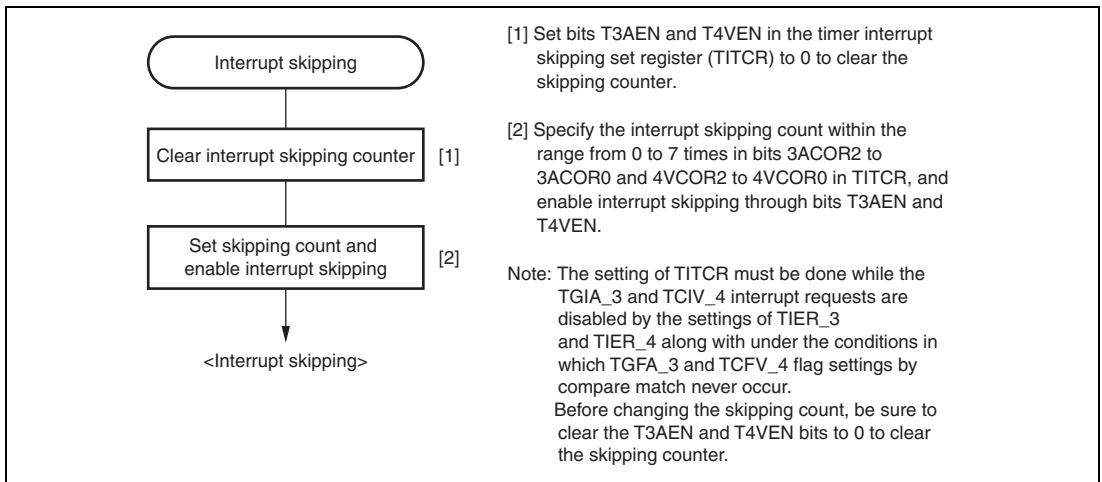 Interrupt skipping
Clear interrupt skipping counter
[1]
Set skipping count and
enable interrupt skipping
[2]
<Interrupt skipping>
[1] Set bits T3AEN and T4VEN in the timer interrupt
skipping set register (TITCR) to 0 to clear the
skipping counter.
[2] Specify the interrupt skipping count within the
range from 0 to 7 times in bits 3ACOR2 to
3ACOR0 and 4VCOR2 to 4VCOR0 in TITCR, and
enable interrupt skipping through bits T3AEN and
T4VEN.
Note: The setting of TITCR must be done while the
TGIA_3 and TCIV_4 interrupt requests are
disabled by the settings of TIER_3
and TIER_4 along with under the conditions in
which TGFA_3 and TCFV_4 flag settings by
compare match never occur.
Before changing the skipping count, be sure to
clear the T3AEN and T4VEN bits to 0 to clear
the skipping counter.